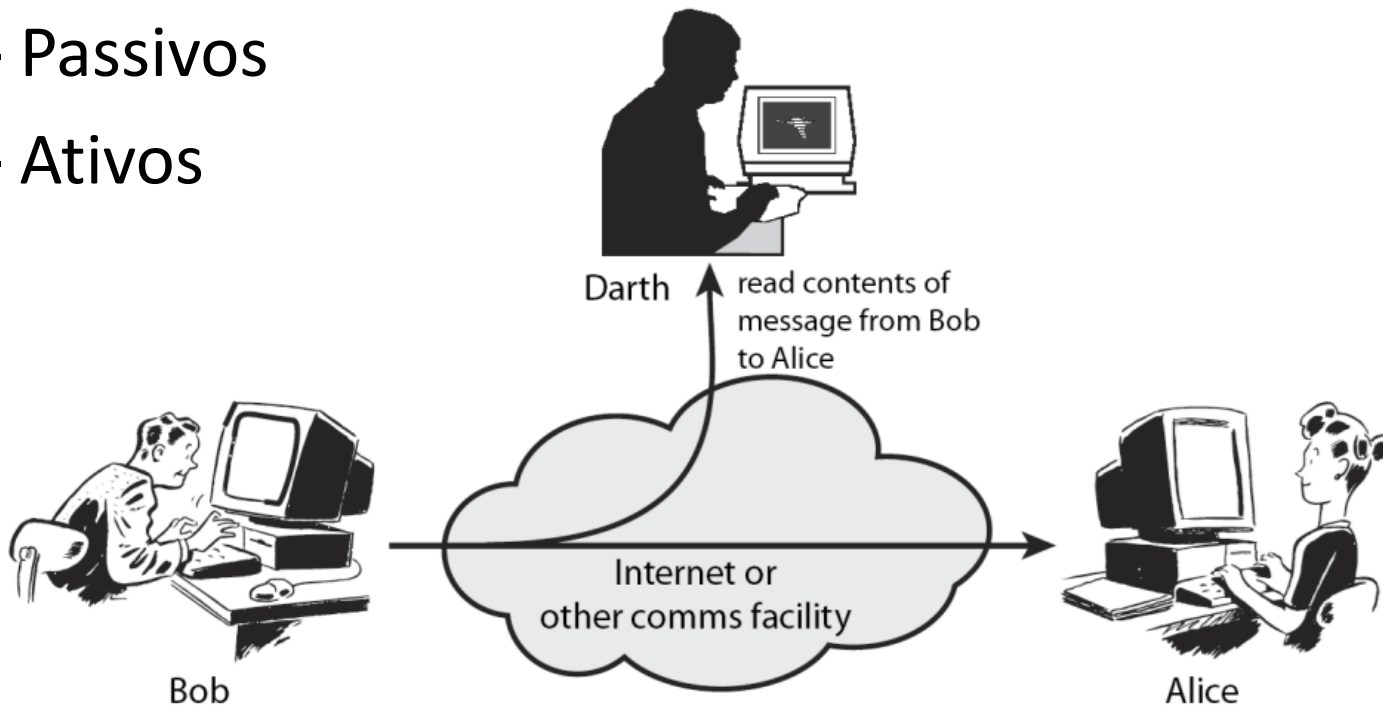 - Passivos
- Ativos
Darth
read contents of
message from Bob
to Alice
Internet or
other comms facility
Bob
Alice